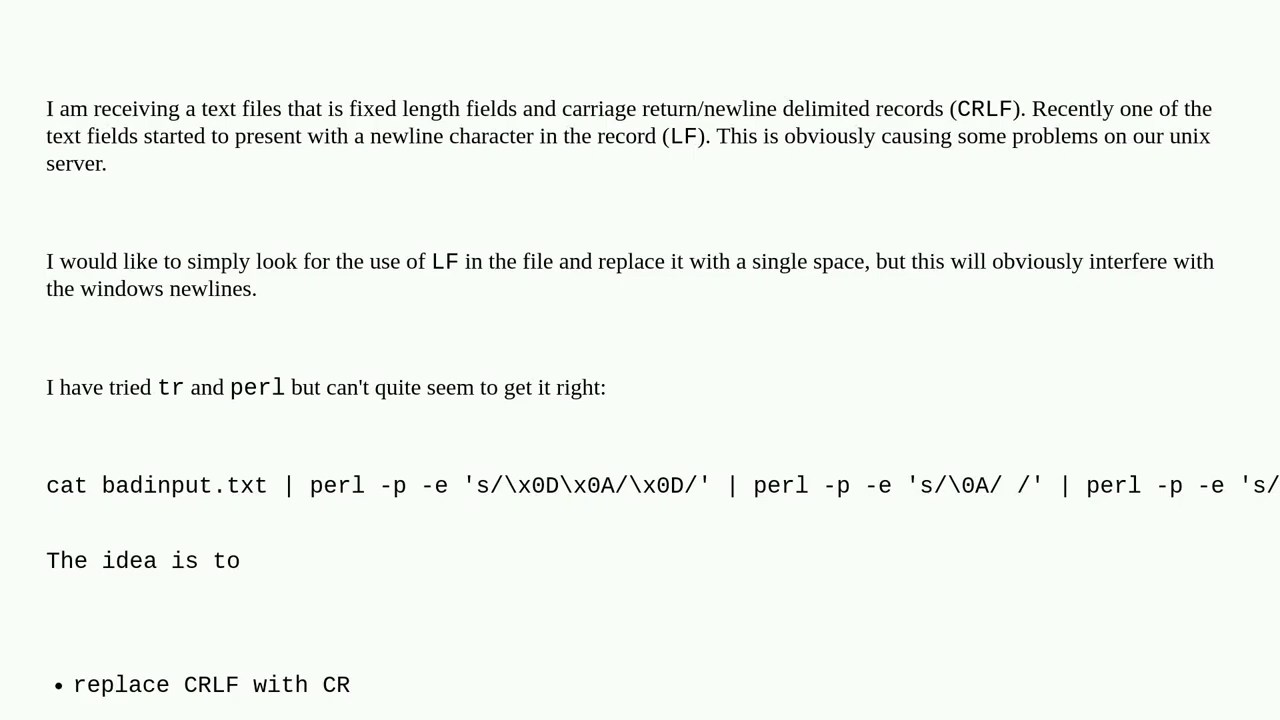 I am receiving a text files that is fixed length fields and carriage return/newline delimited records (CRLF). Recently one of the
text fields started to present with a newline character in the record (LF). This is obviously causing some problems on our unix
server.
I would like to simply look for the use of LF in the file and replace it with a single space, but this will obviously interfere with
the windows newlines.
I have tried tr and perl but can't quite seem to get it right:
cat badinput.txt | perl -p -e 's/\x0D\x0A/\x0D/' | perl -p -e 's/\0A/ /' | perl -p -e 's/
The idea is to
• replace CRLF with CR